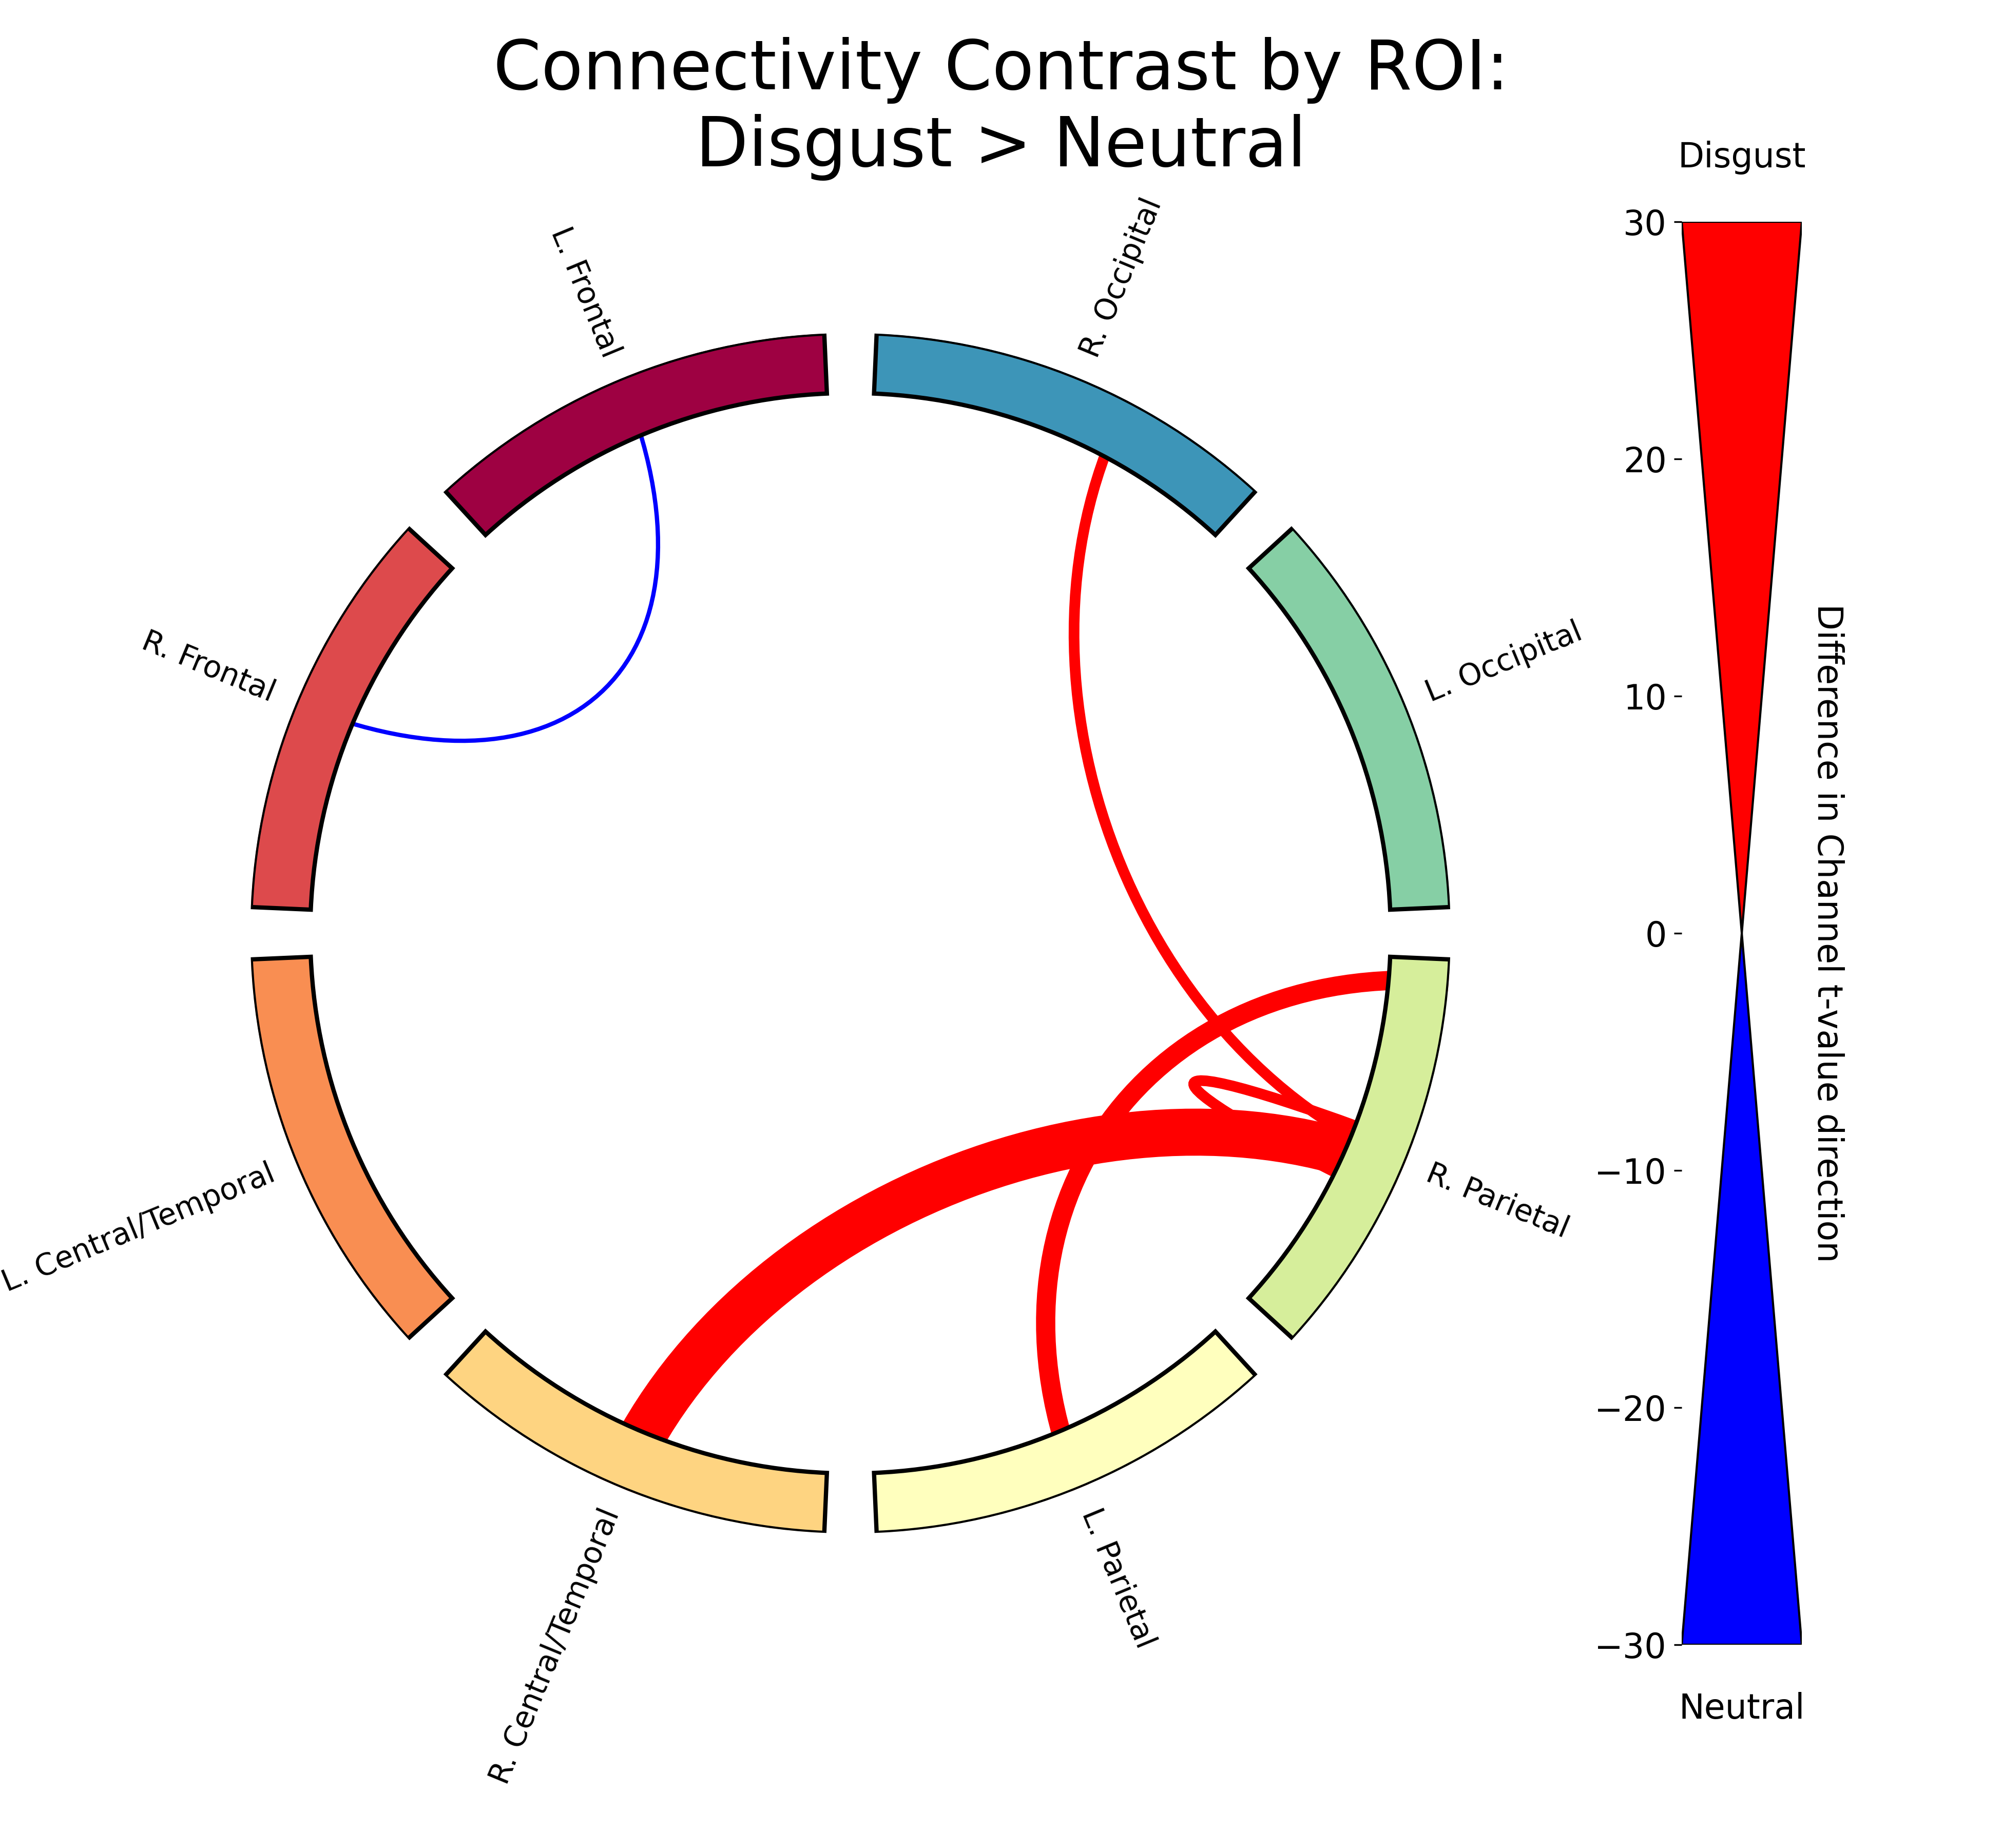 Connectivity Contrast by ROI:
Disgust > Neutral
Disgust
30
20
10
0
−10
−20
−30
Neutral
Difference in Channel t-value direction
L. Frontal
R. Occipital
R. Frontal
L. Occipital
L. Central/Temporal
R. Parietal
R. Central/Temporal
L. Parietal